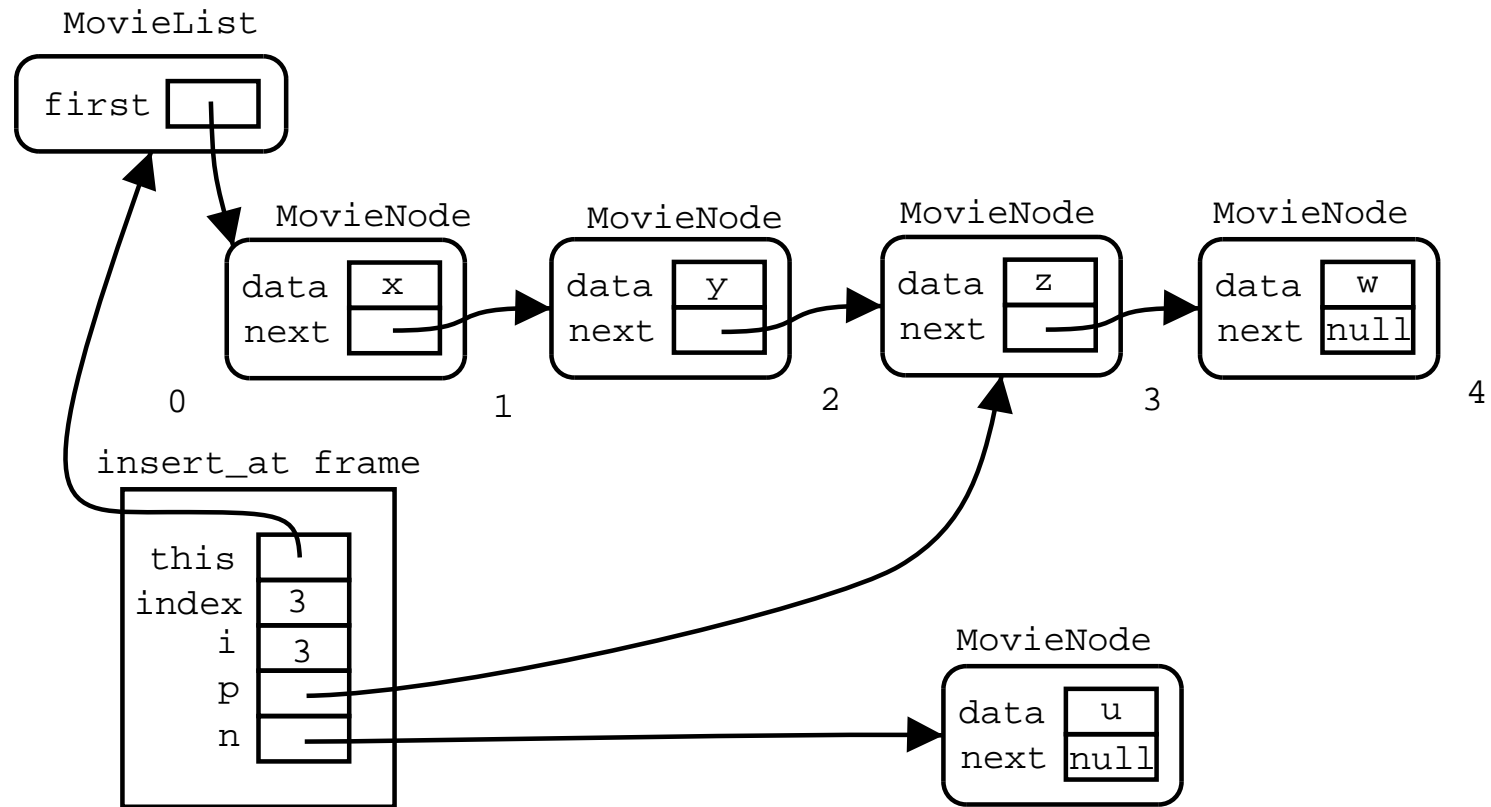 MovieList
first
MovieNode
data x
next
MovieNode
data y
next
MovieNode
data z
next
MovieNode
data w
next null
0 1 2 3 4
insert_at frame
this
index 3
i 3
p
n
MovieNode
data u
next null